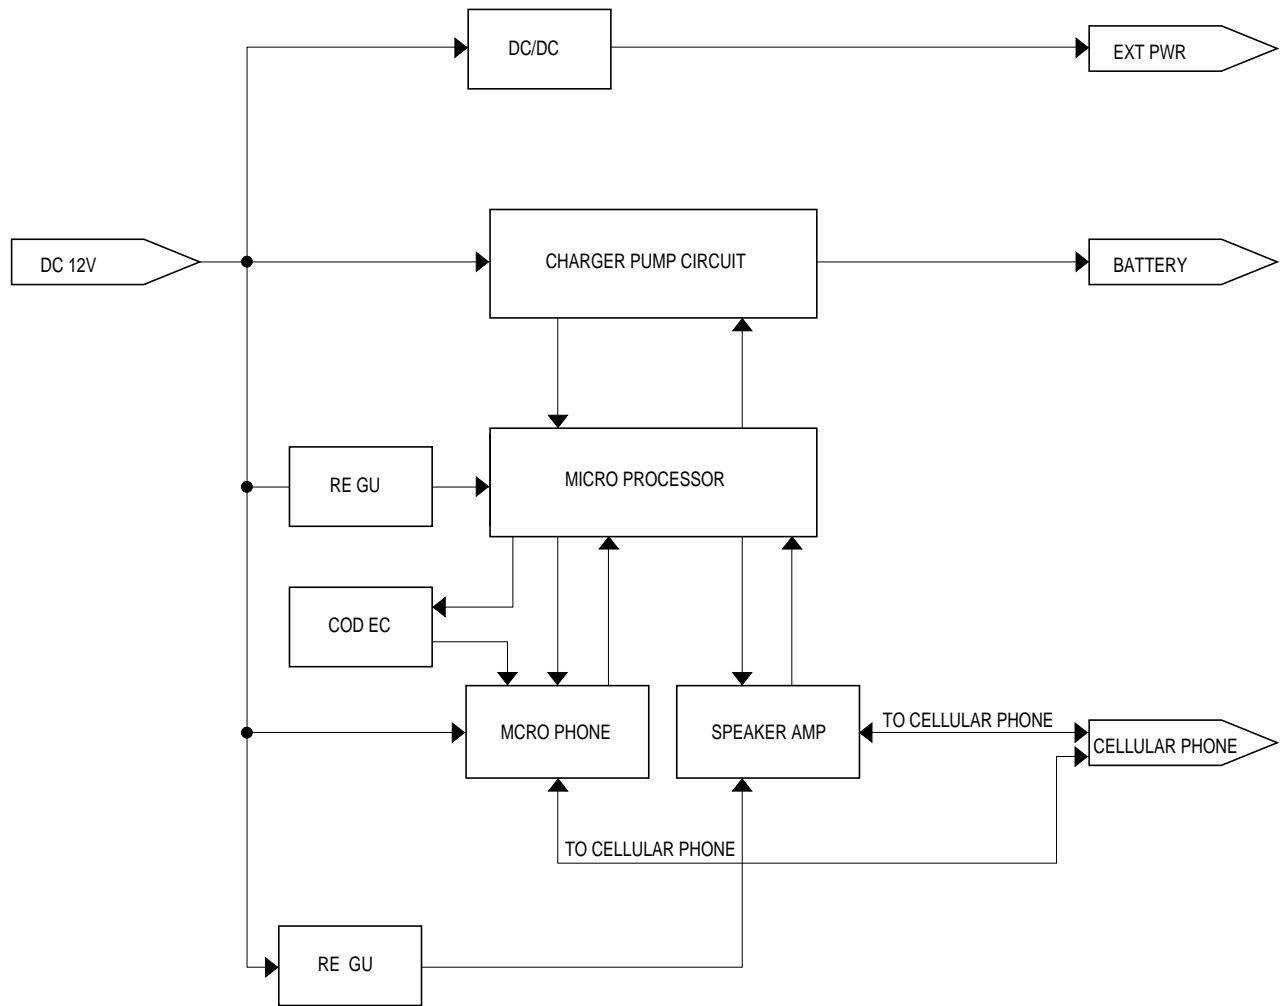 DC/DC
EXT PWR
DC 12V
CHARGER PUMP CIRCUIT
BATTERY
RE GU
MICRO PROCESSOR
COD EC
MCRO PHONE
SPEAKER AMP
TO CELLULAR PHONE
CELLULAR PHONE
TO CELLULAR PHONE
RE GU